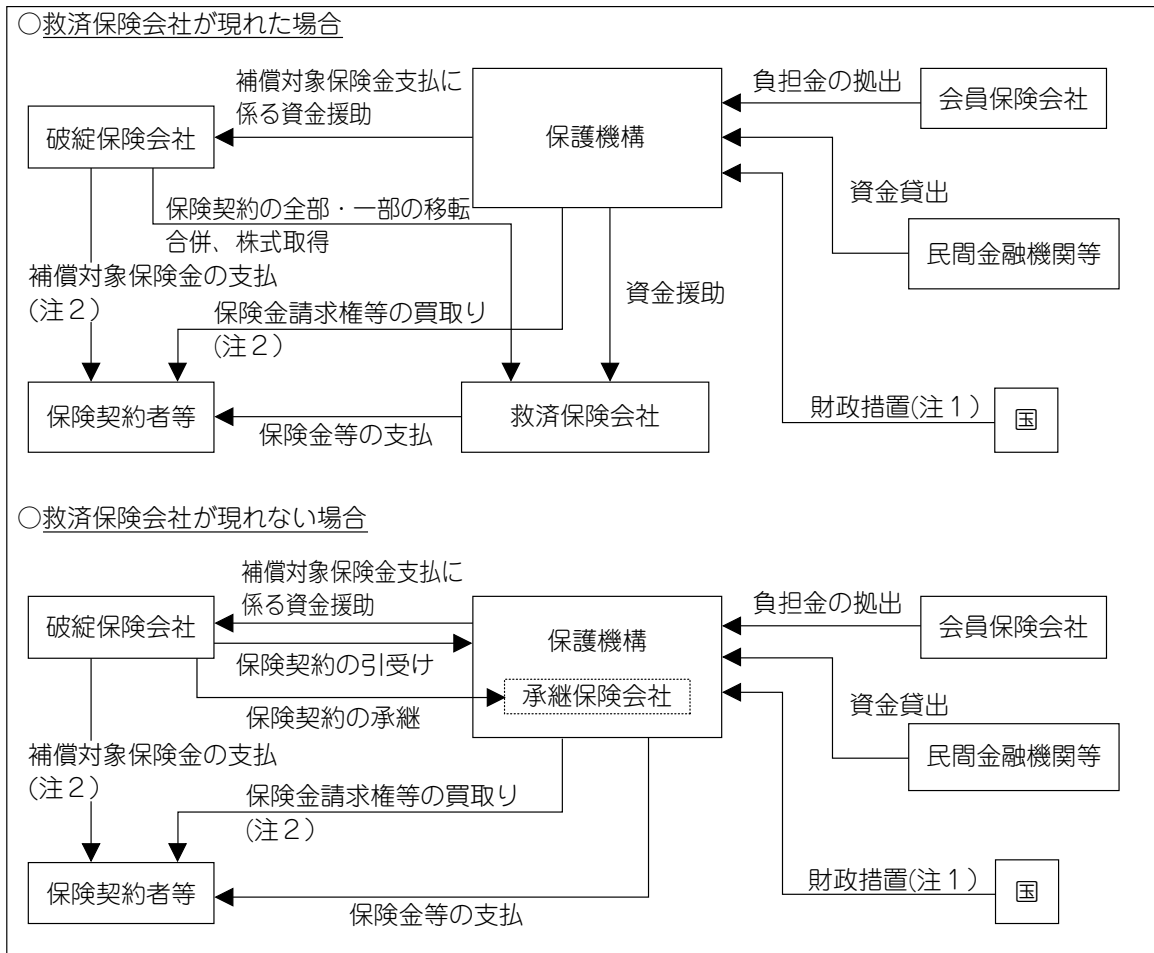 ○救済保険会社が現れた場合
補償対象保険金支払に
係る資金援助
負担金の拠出
会員保険会社
破綻保険会社
保護機構
資金貸出
保険契約の全部・一部の移転
合併、株式取得
民間金融機関等
補償対象保険金の支払
(注２)
資金援助
保険金請求権等の買取り
(注２)
保険契約者等
保険金等の支払
救済保険会社
財政措置(注１)
国
○救済保険会社が現れない場合
補償対象保険金支払に
係る資金援助
負担金の拠出
会員保険会社
破綻保険会社
保護機構
保険契約の引受け
承継保険会社
資金貸出
保険契約の承継
補償対象保険金の支払
(注２)
民間金融機関等
保険金請求権等の買取り
(注２)
保険契約者等
保険金等の支払
財政措置(注１)
国